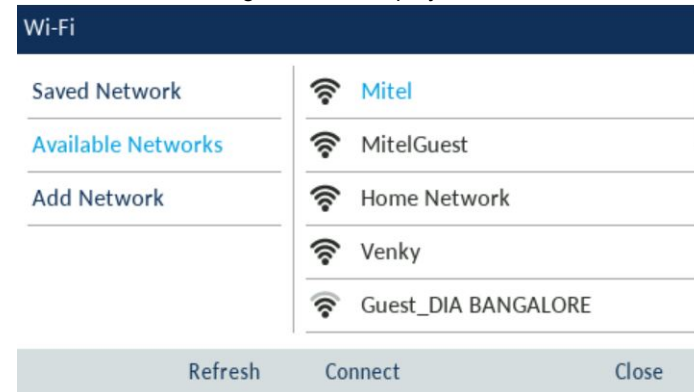 Wi-Fi
Saved Network
Available Networks
Add Network
Mitel
MitelGuest
Home Network
Venky
Guest_DIA BANGALORE
Refresh Connect Close